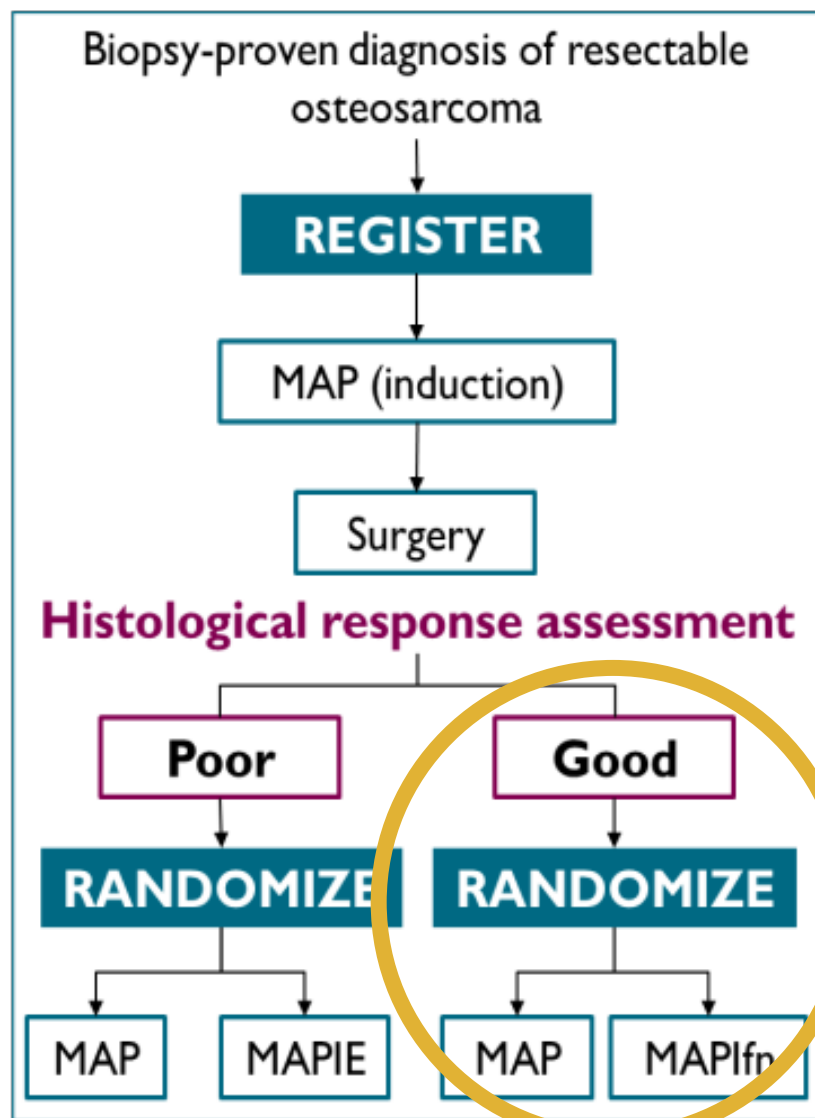 Biopsy-proven diagnosis of resectable
osteosarcoma
REGISTER
MAP (induction)
Surgery
Histological response assessment
Poor
Good
RANDOMIZE
RANDOMIZE
MAP
MAPIE
MAP
MAPIfn